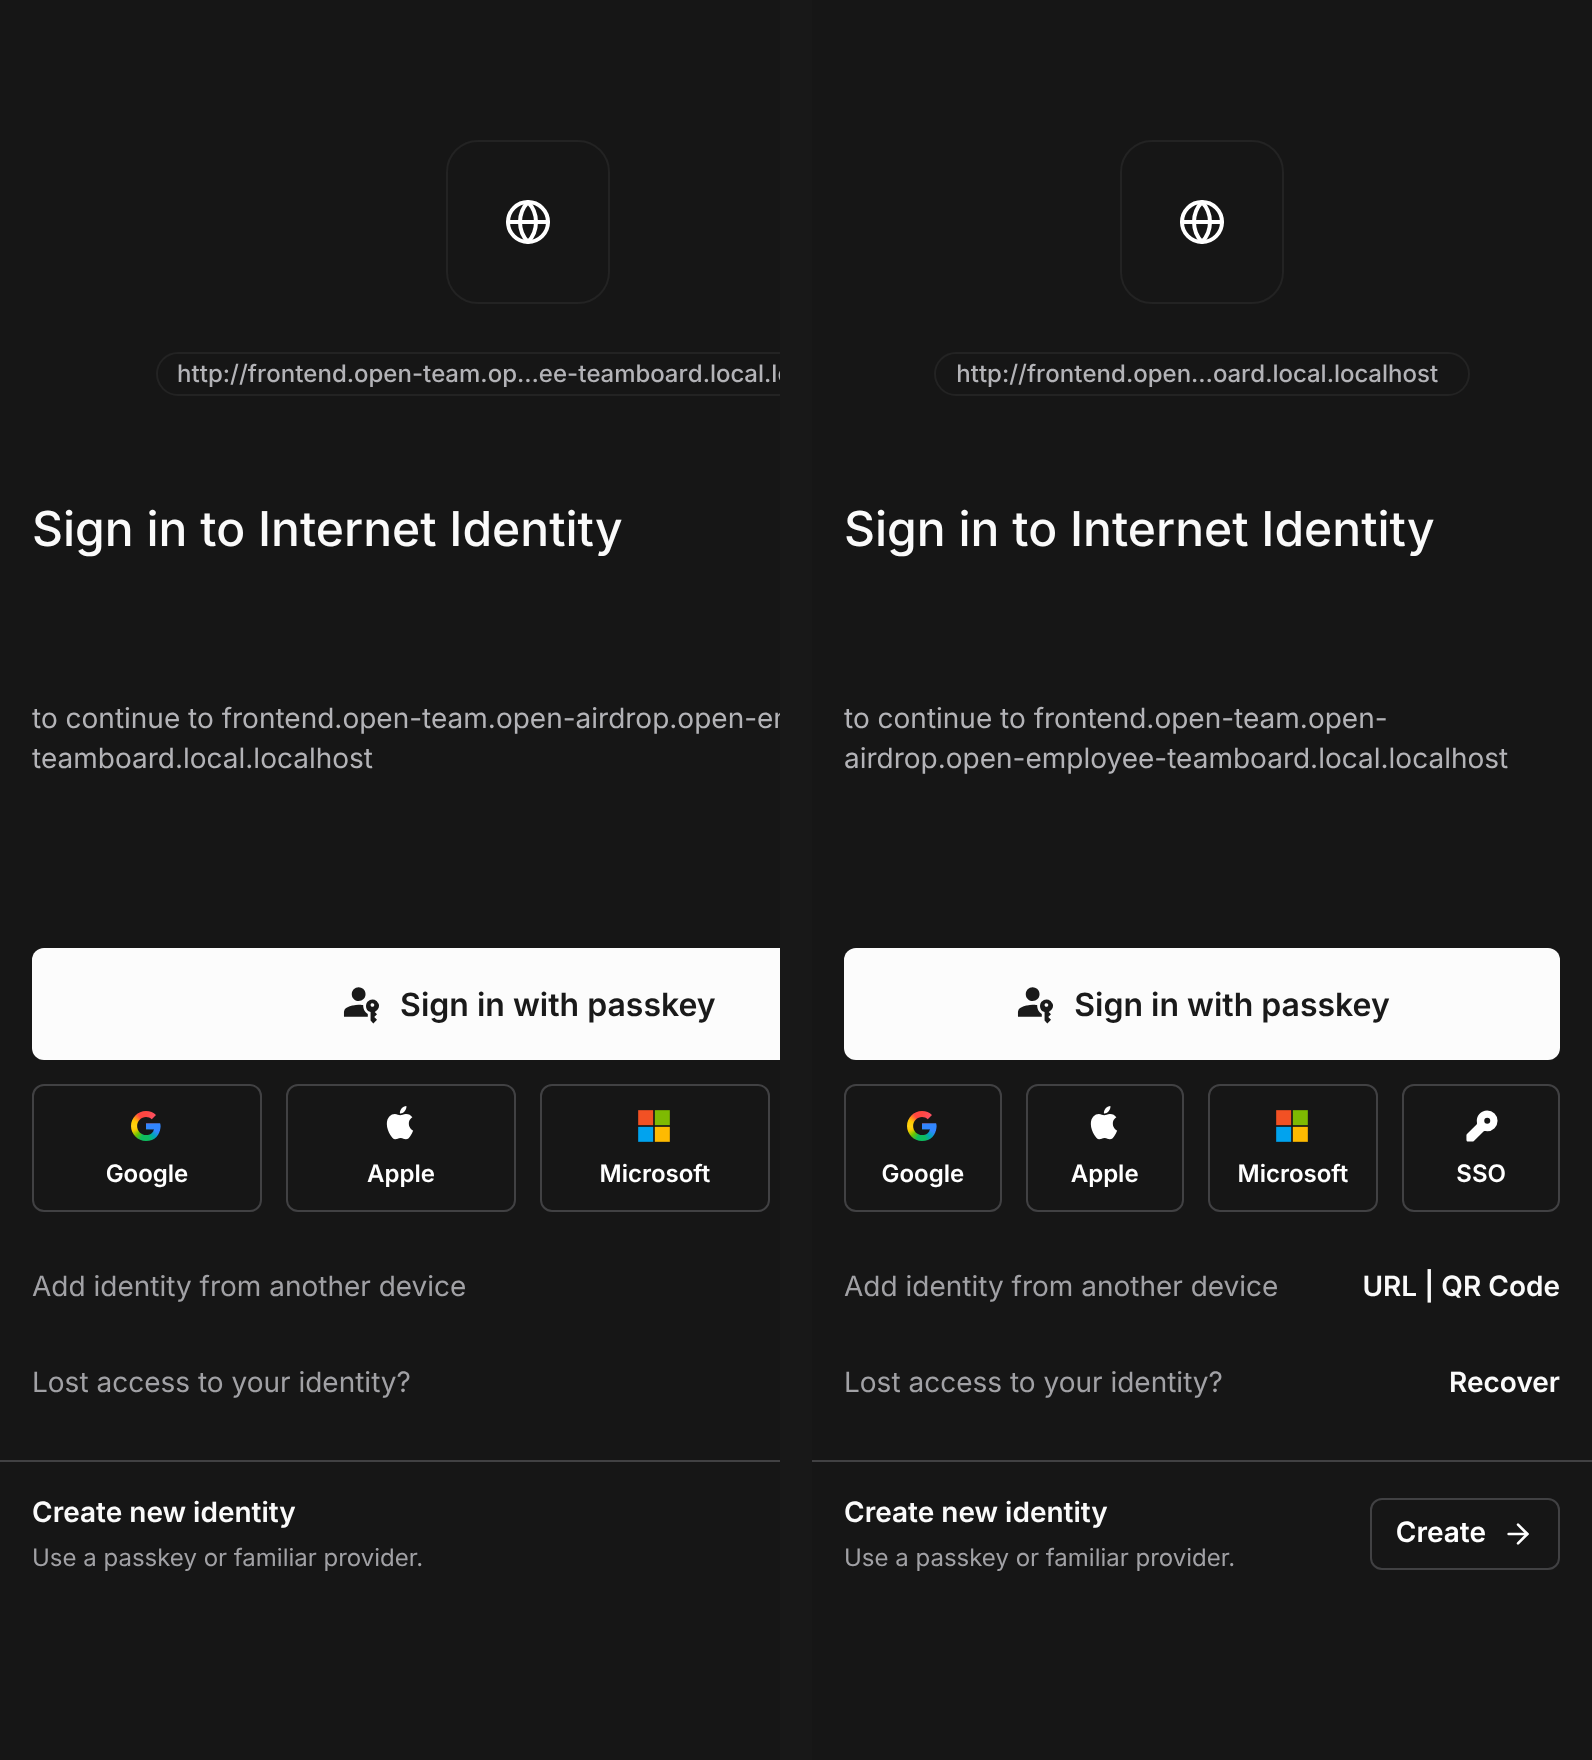 http://frontend.open-team.op...ee-teamboard.local.l
Sign in to Internet Identity
to continue to frontend.open-team.open-airdrop.open-e
teamboard.local.localhost
Sign in with passkey
Google
Apple
Microsoft
Add identity from another device
Lost access to your identity?
Create new identity
Use a passkey or familiar provider.
http://frontend.open...oard.local.localhost
Sign in to Internet Identity
to continue to frontend.open-team.open-
airdrop.open-employee-teamboard.local.localhost
Sign in with passkey
Google
Apple
Microsoft
SSO
Add identity from another device
URL | QR Code
Lost access to your identity?
Recover
Create new identity
Use a passkey or familiar provider.
Create